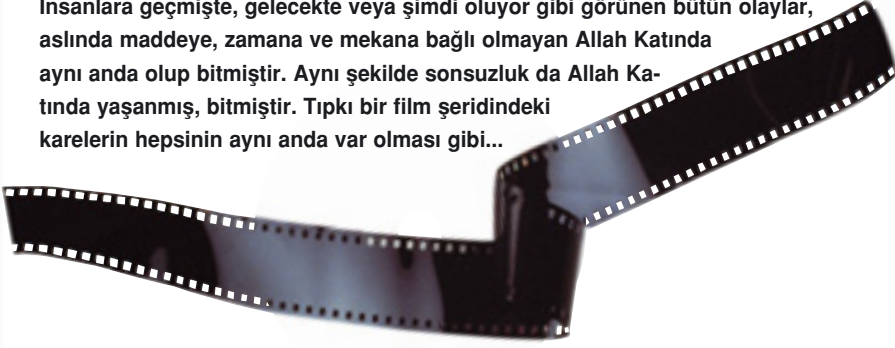 İnsanlara geçmişte, gelecekte veya şimdi oluyor gibi görünen bütün olaylar,
aslında maddeye, zamana ve mekana bağlı olmayan Allah Katında
aynı anda olup bitmiştir. Aynı şekilde sonsuzluk da Allah Ka-
tında yaşanmış, bitmiştir. Tıpkı bir film şeridindeki
karelerin hepsinin aynı anda var olması gibi...